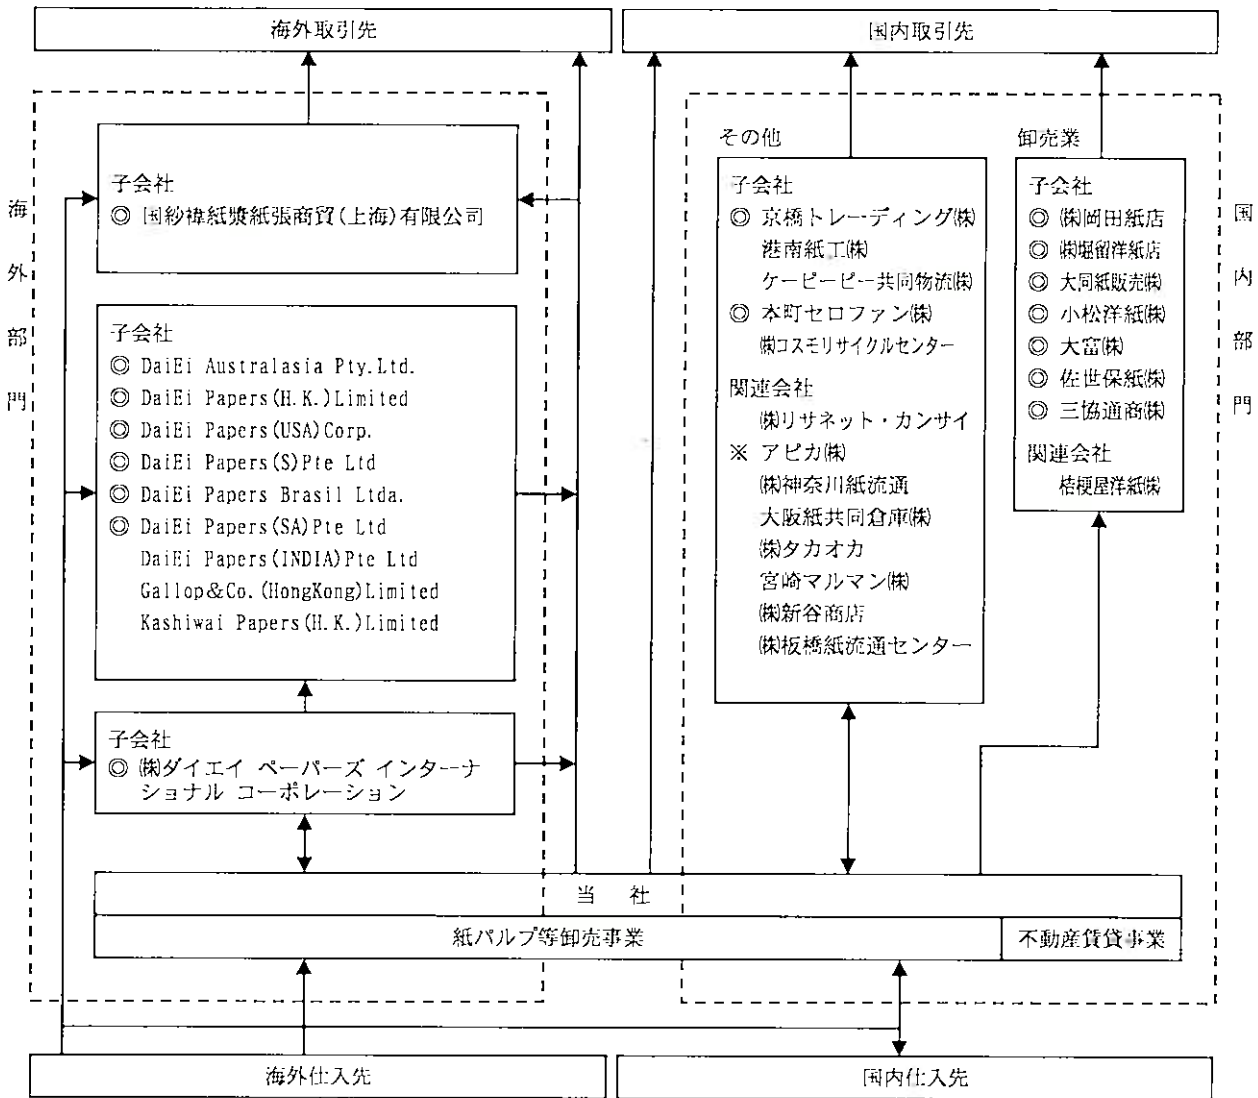 海外取引先
国内取引先
海外部門
子会社
◎ 国紗褘紙漿紙張商貿(上海)有限公司
子会社
◎ DaiEi Australasia Pty.Ltd.
◎ DaiEi Papers(H.K.)Limited
◎ DaiEi Papers(USA)Corp.
◎ DaiEi Papers(S)Pte Ltd
◎ DaiEi Papers Brasil Ltda.
◎ DaiEi Papers(SA)Pte Ltd
DaiEi Papers(INDIA)Pte Ltd
Gallop&Co.(HongKong)Limited
Kashiwai Papers(H.K.)Limited
子会社
◎ ㈱ダイエイ ペーパーズ インターナ
ショナル コーポレーション
その他
子会社
◎ 京橋トレーディング㈱
港南紙工㈱
ケーピーピー共同物流㈱
◎ 本町セロファン㈱
㈱コスモリサイクルセンター
関連会社
㈱リサネット・カンサイ
※ アピカ㈱
㈱神奈川紙流通
大阪紙共同倉庫㈱
㈱タカオカ
宮崎マルマン㈱
㈱新谷商店
㈱板橋紙流通センター
卸売業
子会社
◎ ㈱岡田紙店
◎ ㈱堀留洋紙店
◎ 大同紙販売㈱
◎ 小松洋紙㈱
◎ 大富㈱
◎ 佐世保紙㈱
◎ 三協通商㈱
関連会社
桔梗屋洋紙㈱
国内部門
当 社
紙パルプ等卸売事業
不動産賃貸事業
海外仕入先
国内仕入先